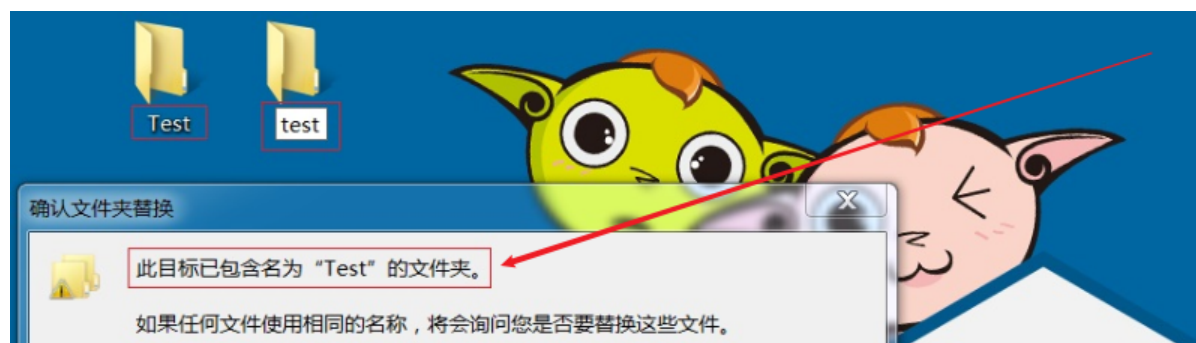 Test
test
确认文件夹替换
此目标已包含名为“Test”的文件夹。
如果任何文件使用相同的名称，将会询问您是否要替换这些文件。